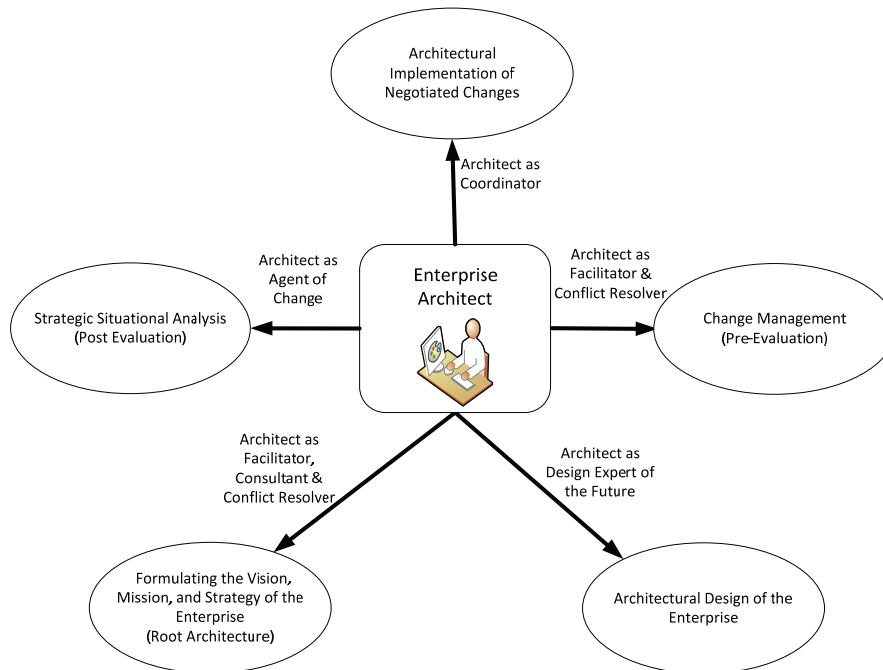 Architectural
Implementation of
Negotiated Changes
Architect as
Coordinator
Architect as
Agent of
Change
Enterprise
Architect
Architect as
Facilitator &
Conflict Resolver
Strategic Situational Analysis
(Post Evaluation)
Change Management
(Pre-Evaluation)
Architect as
Facilitator,
Consultant &
Conflict Resolver
Architect as
Design Expert of
the Future
Formulating the Vision,
Mission, and Strategy of the
Enterprise
(Root Architecture)
Architectural Design of the
Enterprise